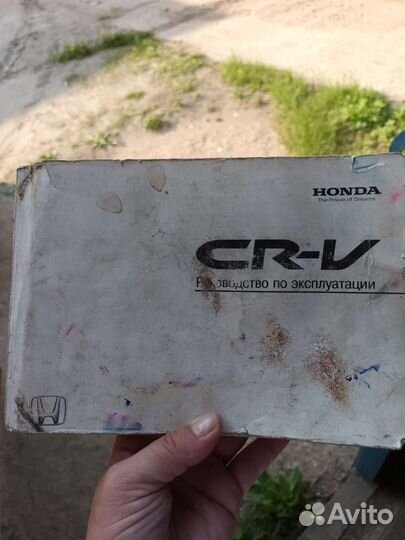 HONDA
The Power of Dreams
CR-V
Руководство по эксплуатации
Avito